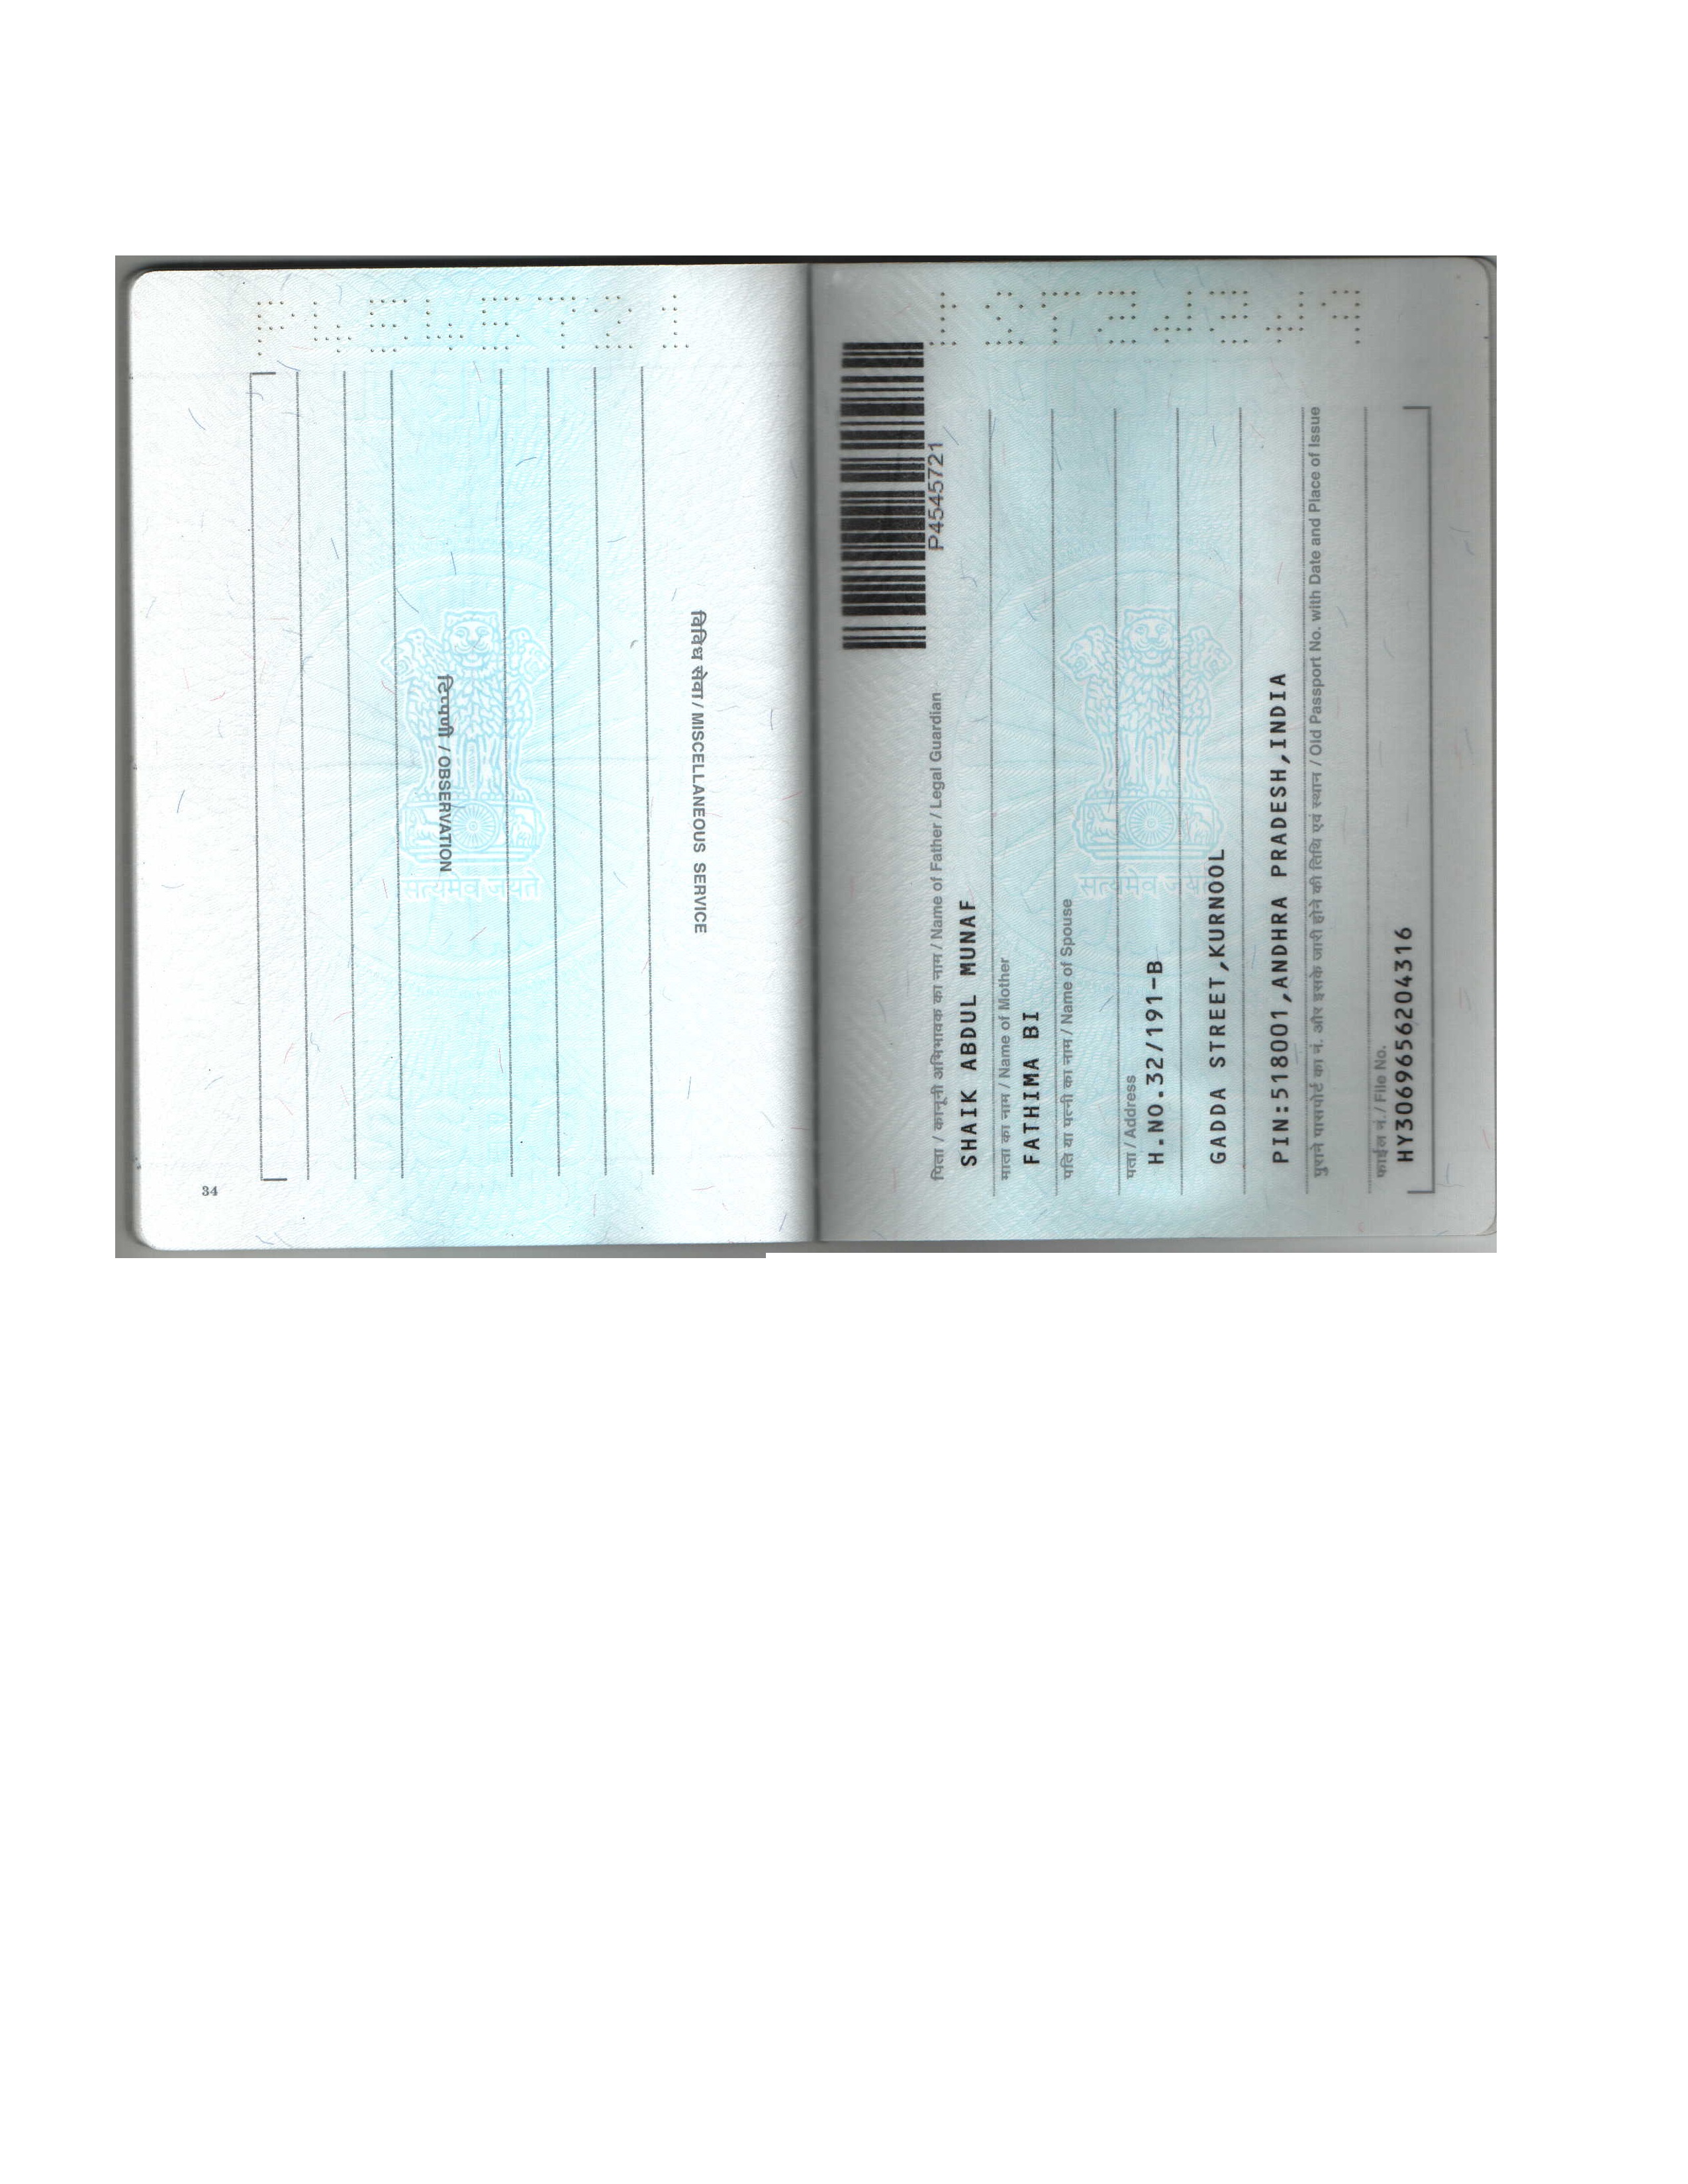 विविध सेवा / MISCELLANEOUS SERVICE
टिप्पणी / OBSERVATION
34
P4545721
पिता / कानूनी अभिभावक का नाम / Name of Father / Legal Guardian
SHAIK ABDUL MUNAF
माता का नाम / Name of Mother
FATHIMA BI
पति या पत्नी का नाम / Name of Spouse
पता / Address
H.NO.32/191-B
GADDA STREET,KURNOOL
PIN:518001,ANDHRA PRADESH,INDIA
पुराने पासपोर्ट का नं. और इसके जारी होने की तिथि एवं स्थान / Old Passport No. with Date and Place of Issue
फाईल नं./ File No.
HY3069656204316
सत्यमेव जयते
सत्यमेव जयते
P4545721
P4545721